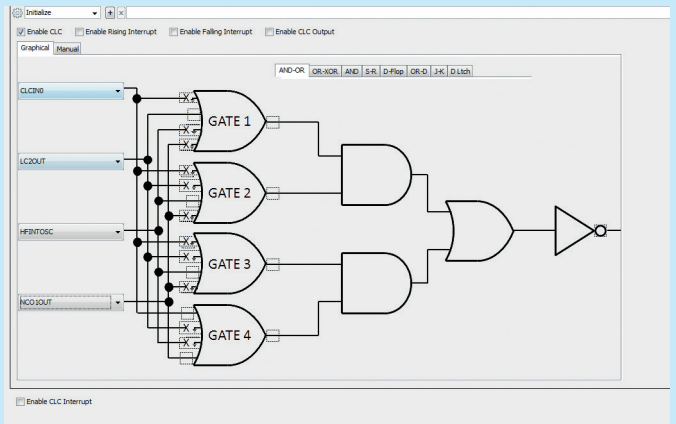 Initialize
Enable CLC Enable Rising Interrupt Enable Falling Interrupt Enable CLC Output
Graphical Manual
AND-OR OR-XOR AND S-R D-Flop OR-D J-K D Ltch
CLCIN0
GATE 1
LC2OUT
GATE 2
HFINTOSC
GATE 3
NCO1OUT
GATE 4
Enable CLC Interrupt